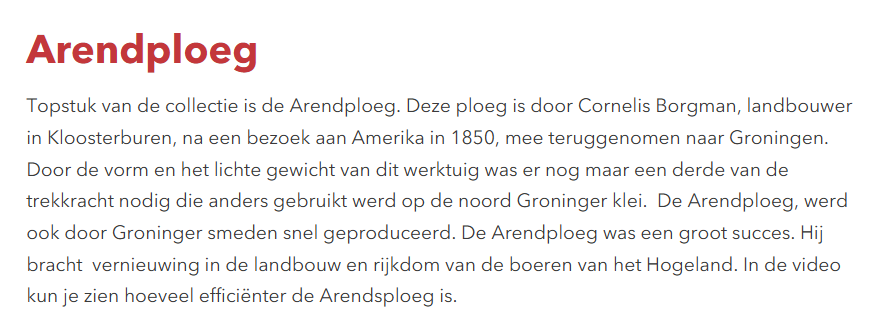 Arendploeg
Topstuk van de collectie is de Arendploeg. Deze ploeg is door Cornelis Borgman, landbouwer
in Kloosterburen, na een bezoek aan Amerika in 1850, mee teruggenomen naar Groningen.
Door de vorm en het lichte gewicht van dit werktuig was er nog maar een derde van de
trekkracht nodig die anders gebruikt werd op de noord Groninger klei.  De Arendploeg, werd
ook door Groninger smeden snel geproduceerd. De Arendploeg was een groot succes. Hij
bracht  vernieuwing in de landbouw en rijkdom van de boeren van het Hogeland. In de video
kun je zien hoeveel efficiënter de Arendsploeg is.